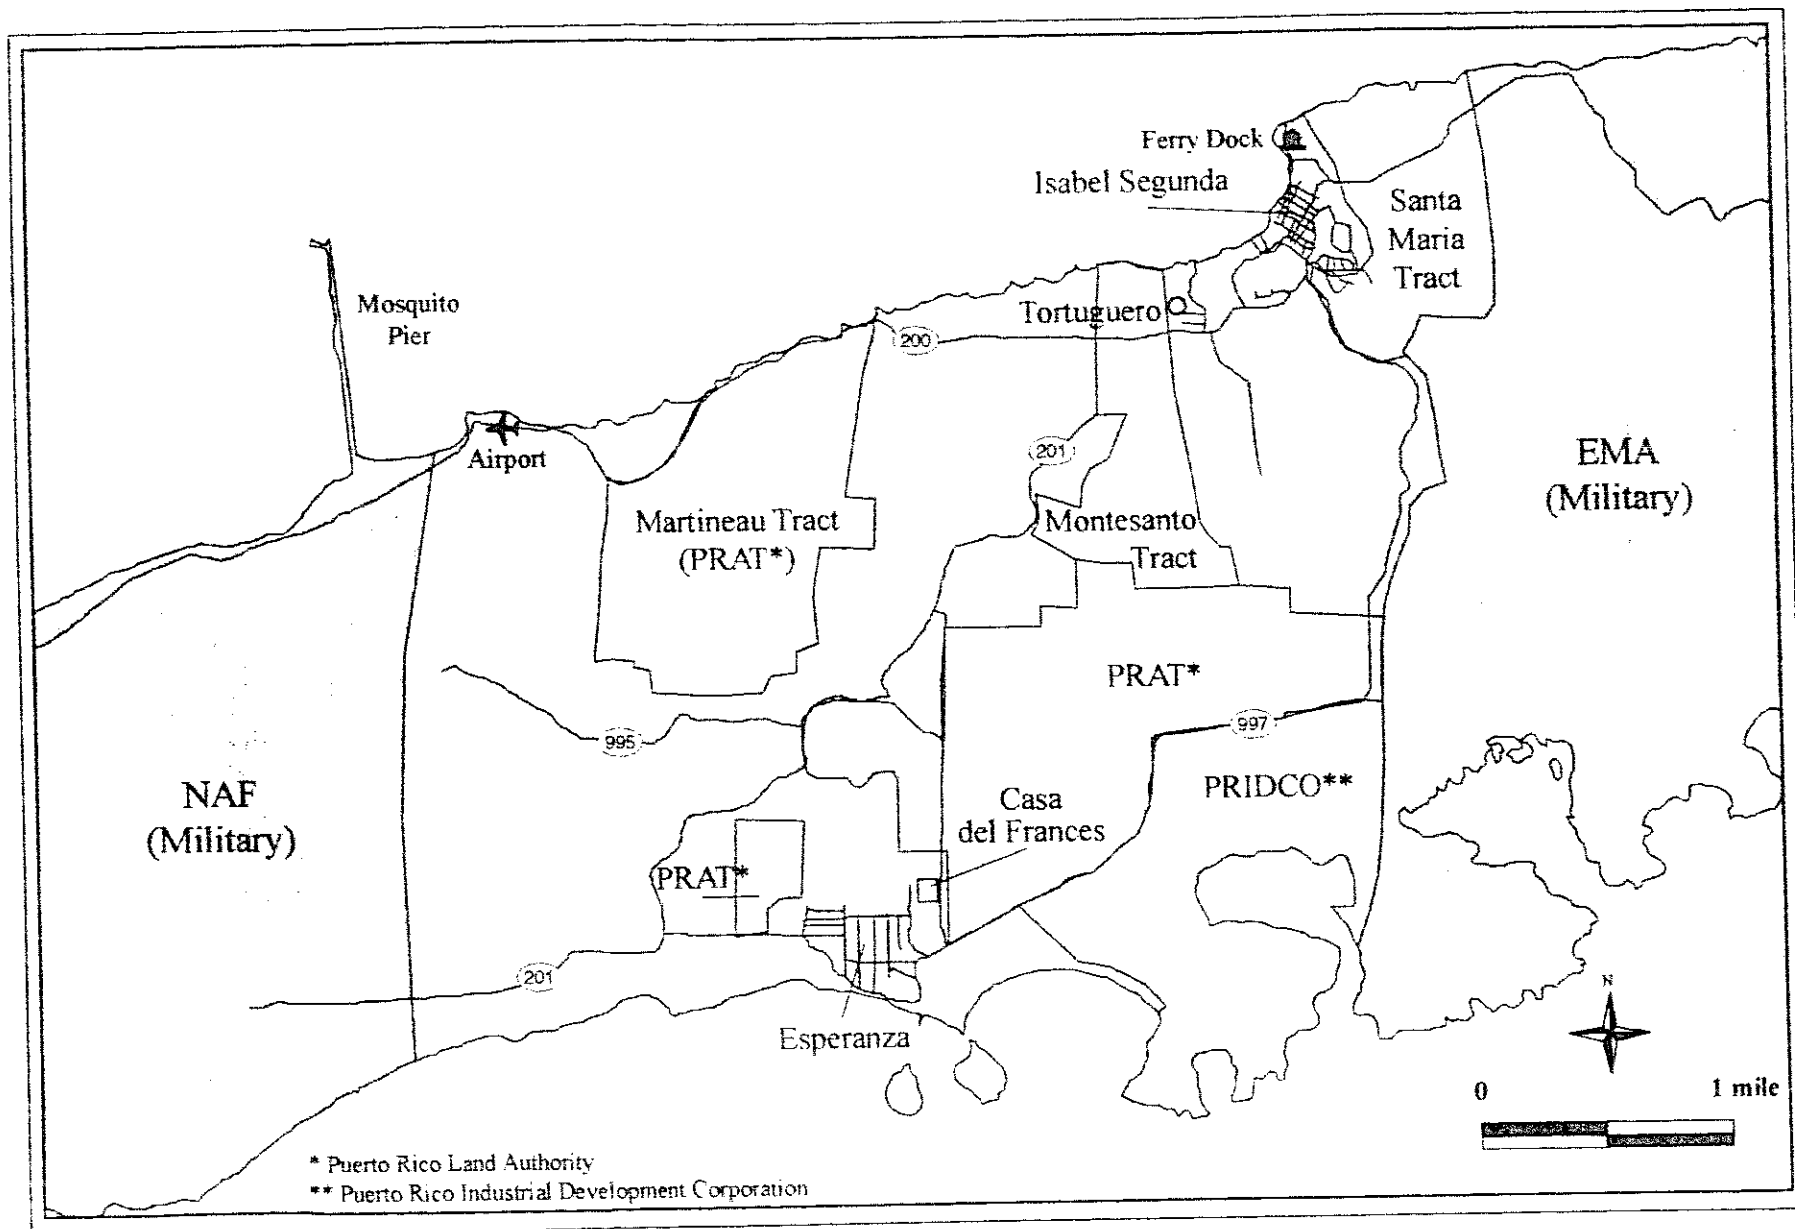 Ferry Dock
Isabel Segunda
Santa
Maria
Tract
Mosquito
Pier
Tortuguero
200
Airport
201
EMA
(Military)
Martineau Tract
(PRAT*)
Montesanto
Tract
PRAT*
997
995
NAF
(Military)
PRIDCO**
Casa
del Frances
PRAT*
201
Esperanza
N
0 1 mile
* Puerto Rico Land Authority
** Puerto Rico Industrial Development Corporation